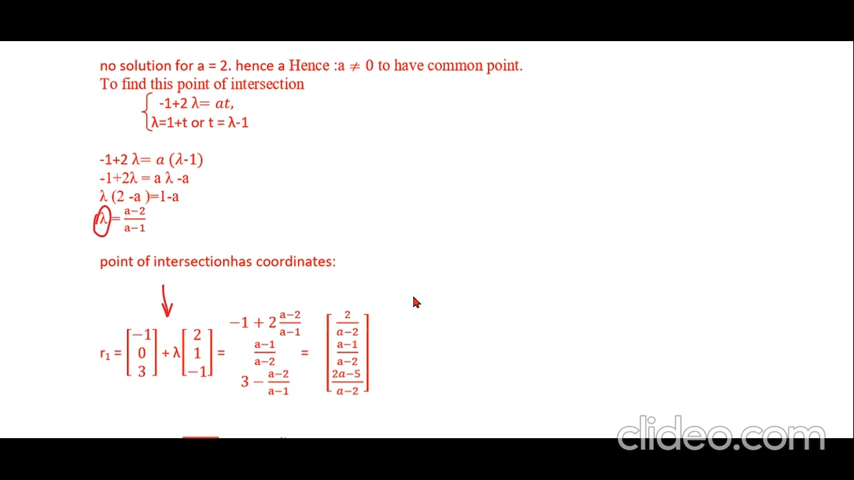 no solution for a = 2. hence a Hence :a ≠ 0 to have common point.
To find this point of intersection
{ -1+2 λ= at,
λ=1+t or t = λ-1
-1+2 λ= a (λ-1)
-1+2λ = a λ -a
λ (2 -a )=1-a
λ = a−2 / a−1
point of intersectionhas coordinates:
r₁ = [−1 0 3] + λ [2 1 −1] = −1 + 2 a−2 / a−1, a−1 / a−2, 3 − a−2 / a−1 = [2 / a−2, a−1 / a−2, 2a−5 / a−2]
clideo.com